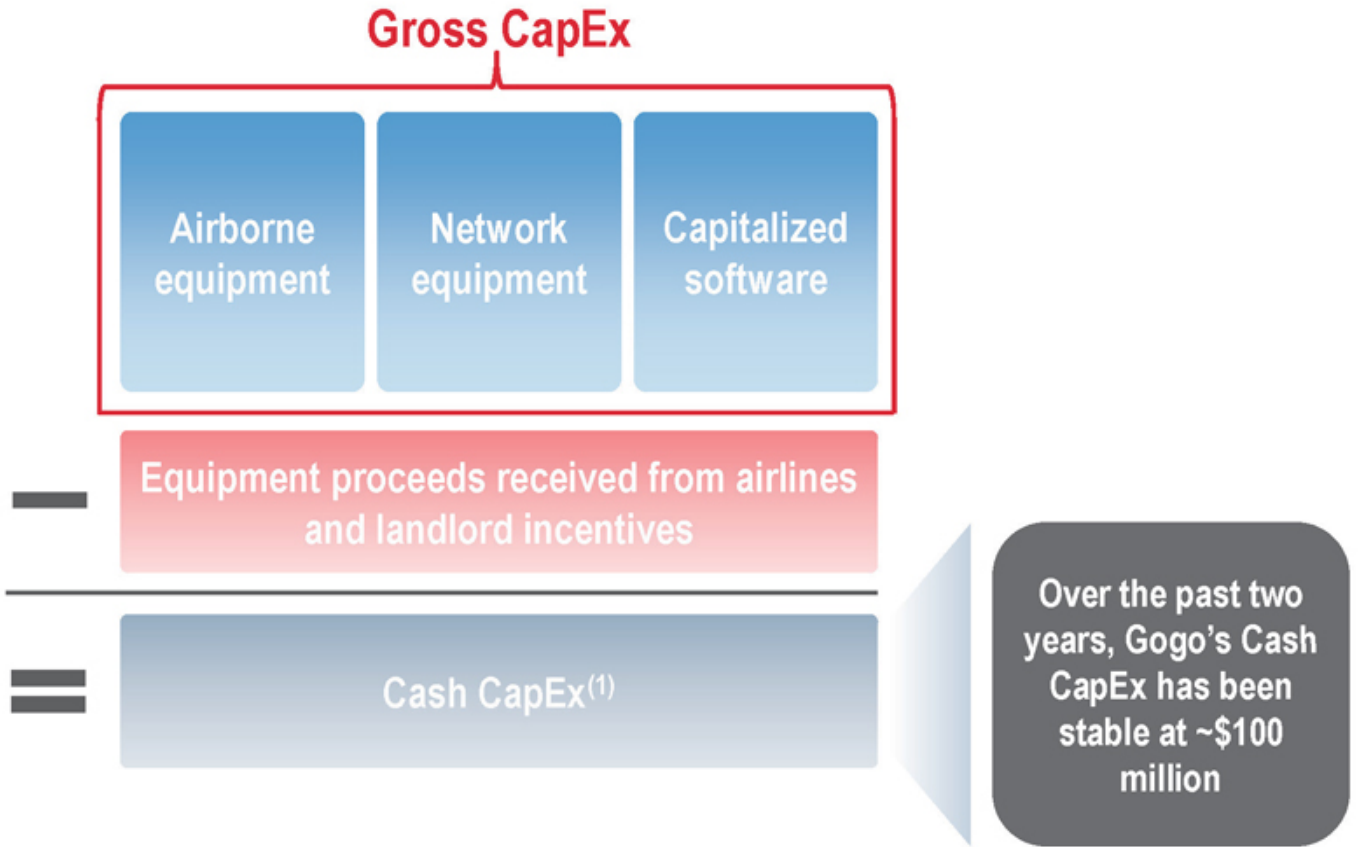 Gross CapEx
Airborne
equipment
Network
equipment
Capitalized
software
Equipment proceeds received from airlines
and landlord incentives
Cash CapEx(1)
Over the past two
years, Gogo’s Cash
CapEx has been
stable at ~$100
million